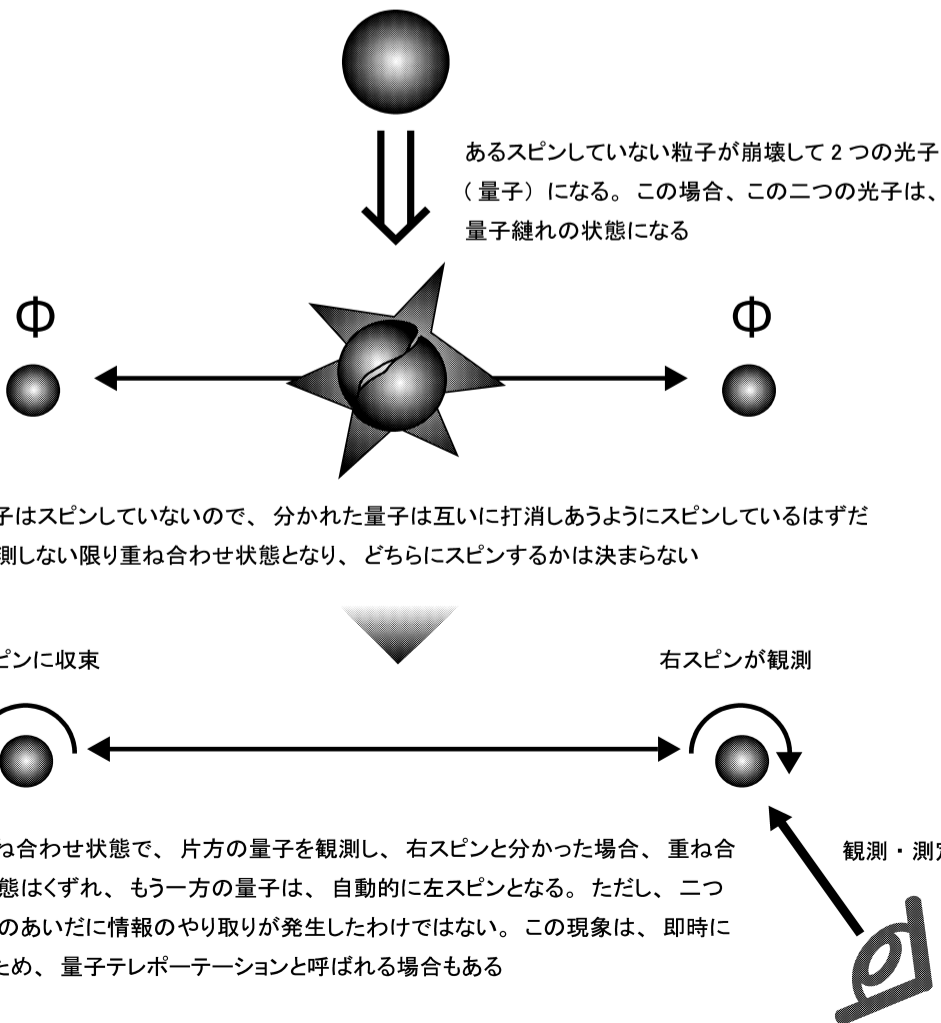 あるスピンしていない粒子が崩壊して 2 つの光子
（量子）になる。この場合、この二つの光子は、
量子縺れの状態になる
Φ
Φ
子はスピンしていないので、分かれた量子は互いに打消しあうようにスピンしているはずだ
測しない限り重ね合わせ状態となり、どちらにスピンするかは決まらない
ピンに収束
右スピンが観測
ね合わせ状態で、片方の量子を観測し、右スピンと分かった場合、重ね合
態はくずれ、もう一方の量子は、自動的に左スピンとなる。ただし、二つ
のあいだに情報のやり取りが発生したわけではない。この現象は、即時に
ため、量子テレポーテーションと呼ばれる場合もある
観測・測定